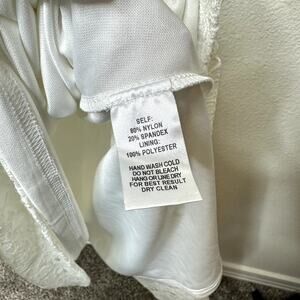 SELF:
80% NYLON
20% SPANDEX
LINING:
100% POLYESTER
HAND WASH COLD
DO NOT BLEACH
HANG OR LINE DRY
FOR BEST RESULT
DRY CLEAN